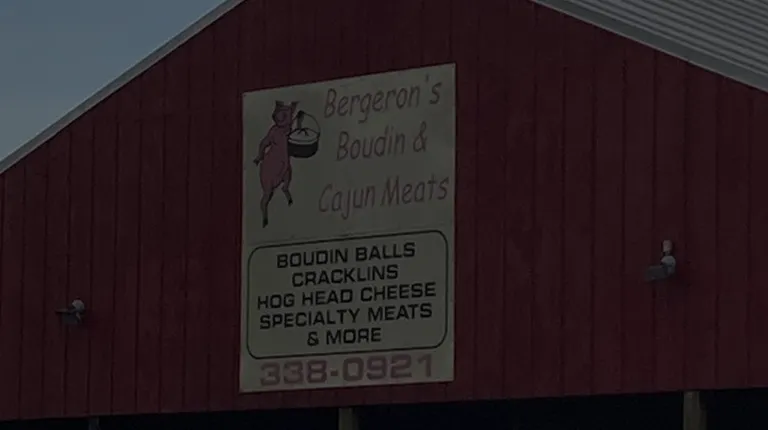 Bergeron's
Boudin &
Cajun Meats
BOUDIN BALLS
CRACKLINS
HOG HEAD CHEESE
SPECIALTY MEATS
& MORE
338-0921